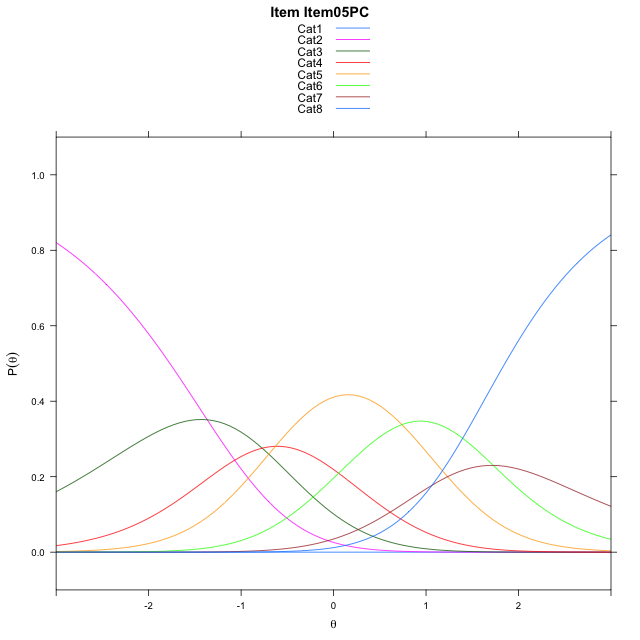 Item Item05PC
Cat1
Cat2
Cat3
Cat4
Cat5
Cat6
Cat7
Cat8
1.0
0.8
0.6
0.4
0.2
0.0
P(θ)
-2 -1 0 1 2
θ